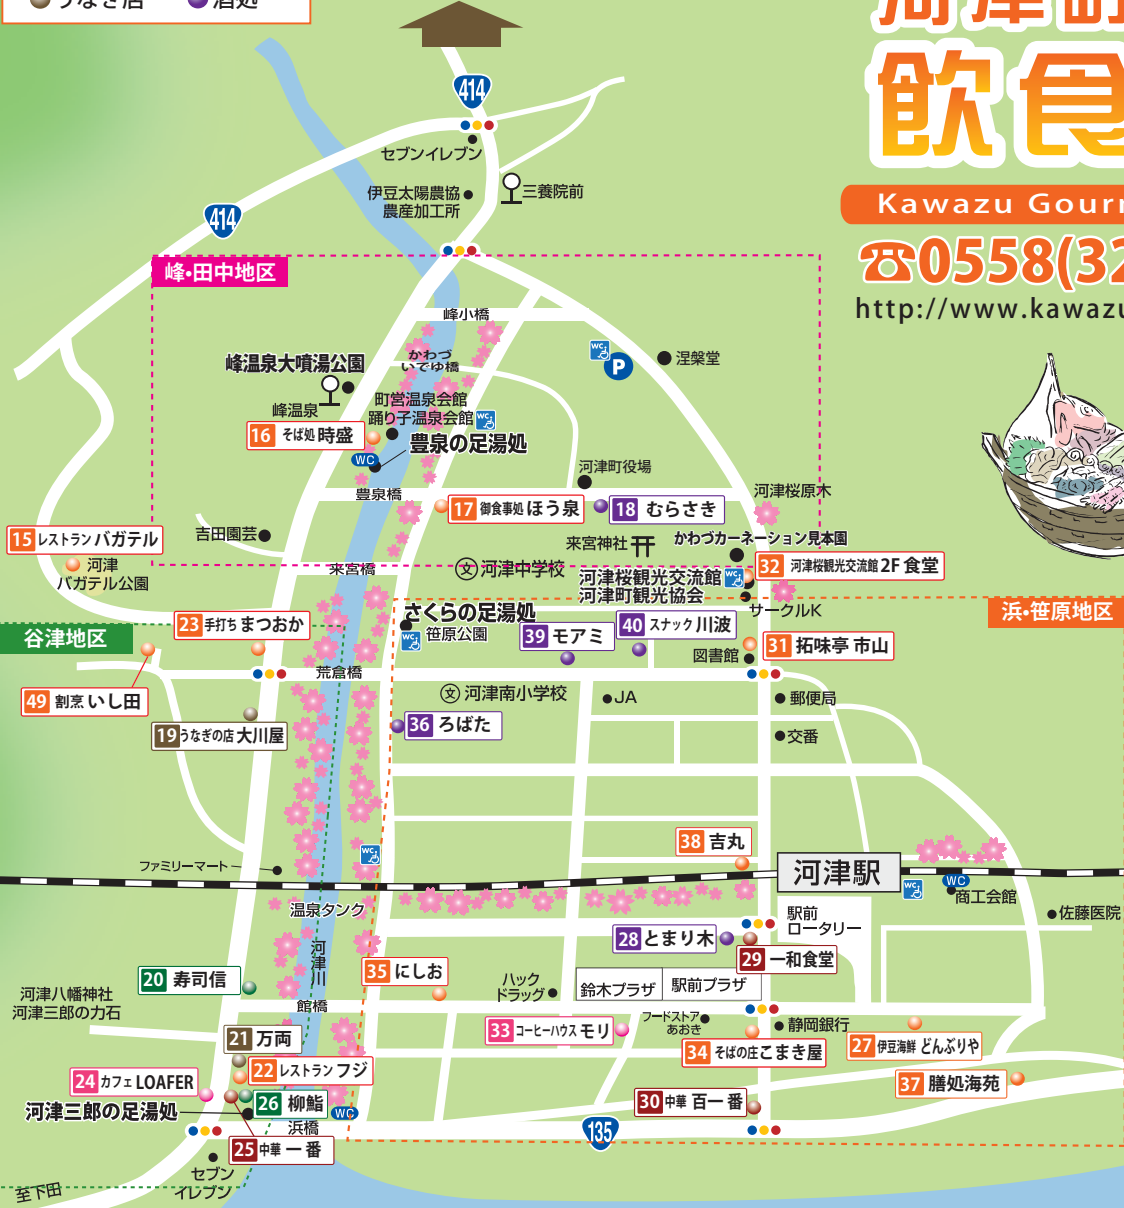 うなぎ店
酒処
河津町
飲食
Kawazu Gour
☎0558(32
http://www.kawazu
414
セブンイレブン
伊豆太陽農協
農産加工所
三養院前
414
峰・田中地区
峰小橋
かわづ
いでゆ橋
峰温泉大噴湯公園
峰温泉
町営温泉会館
踊り子温泉会館
WC
16 そば処 時盛
豊泉の足湯処
WC
WC
P
涅槃堂
河津町役場
豊泉橋
17 御食事処 ほう泉
18 むらさき
河津桜原木
吉田園芸
15 レストラン バガテル
河津
バガテル公園
来宮神社
かわづカーネーション見本園
来宮橋
文 河津中学校
河津桜観光交流館
河津町観光協会
WC
32 河津桜観光交流館 2F 食堂
サークルK
浜・笹原地区
谷津地区
23 手打ち まつおか
さくらの足湯処
WC
笹原公園
39 モアミ
40 スナック 川波
図書館
31 拓味亭 市山
荒倉橋
49 割烹 いし田
文 河津南小学校
JA
郵便局
19 うなぎの店 大川屋
36 ろばた
交番
38 吉丸
WC
ファミリーマート
河津駅
WC
WC
商工会館
佐藤医院
温泉タンク
駅前
ロータリー
28 とまり木
29 一和食堂
河津川
35 にしお
20 寿司信
ハック
ドラッグ
鈴木プラザ
駅前プラザ
河津八幡神社
河津三郎の力石
館橋
フードストア
あおき
静岡銀行
21 万両
33 コーヒーハウス モリ
34 そばの庄 こまき屋
27 伊豆海鮮 どんぶりや
22 レストラン フジ
24 カフェ LOAFER
37 膳処海苑
26 柳鮨
WC
30 中華 百一番
河津三郎の足湯処
浜橋
135
25 中華 一番
セブン
イレブン
至下田